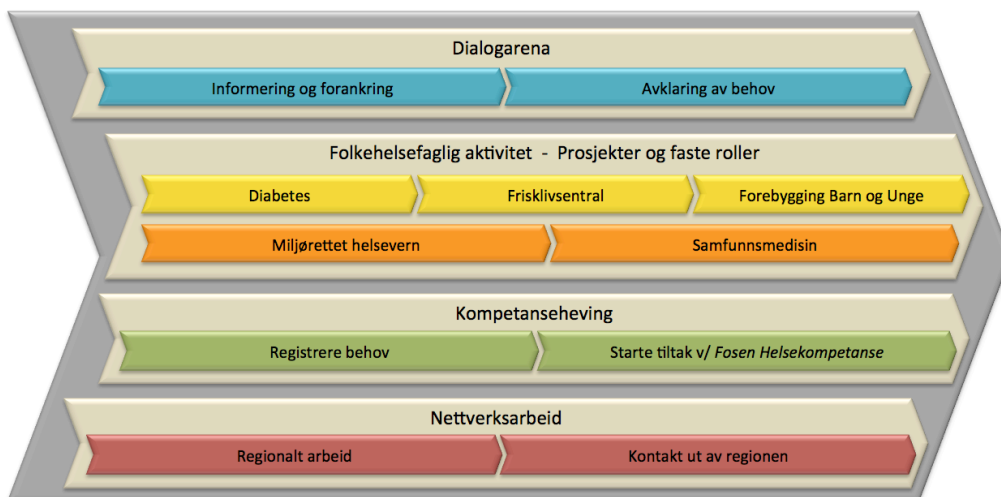 Dialogarena
Informering og forankring
Avklaring av behov
Folkehelsefaglig aktivitet - Prosjekter og faste roller
Diabetes
Frisklivsentral
Forebygging Barn og Unge
Miljørettet helsevern
Samfunnsmedisin
Kompetanseheving
Registrere behov
Starte tiltak v/ Fosen Helsekompetanse
Nettverksarbeid
Regionalt arbeid
Kontakt ut av regionen